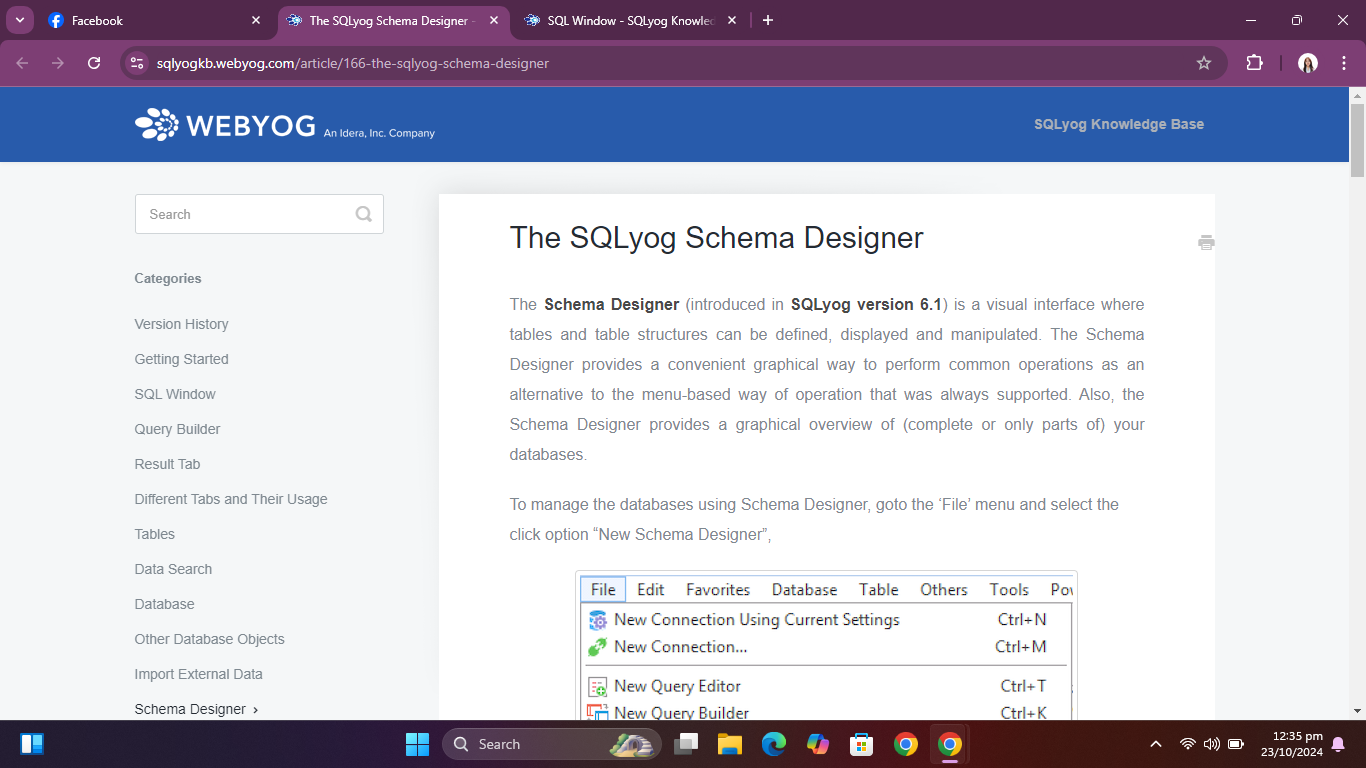 Facebook
The SQLyog Schema Designer -
SQL Window - SQLyog Knowled
sqlyogkb.webyog.com/article/166-the-sqlyog-schema-designer
WEBYOG An Idera, Inc. Company
SQLyog Knowledge Base
Search
Categories
Version History
Getting Started
SQL Window
Query Builder
Result Tab
Different Tabs and Their Usage
Tables
Data Search
Database
Other Database Objects
Import External Data
Schema Designer
The SQLyog Schema Designer
The Schema Designer (introduced in SQLyog version 6.1) is a visual interface where
tables and table structures can be defined, displayed and manipulated. The Schema
Designer provides a convenient graphical way to perform common operations as an
alternative to the menu-based way of operation that was always supported. Also, the
Schema Designer provides a graphical overview of (complete or only parts of) your
databases.
To manage the databases using Schema Designer, goto the ‘File’ menu and select the
click option “New Schema Designer”,
File Edit Favorites Database Table Others Tools Pow
New Connection Using Current Settings Ctrl+N
New Connection... Ctrl+M
New Query Editor Ctrl+T
New Query Builder Ctrl+K
Search
12:35 pm
23/10/2024